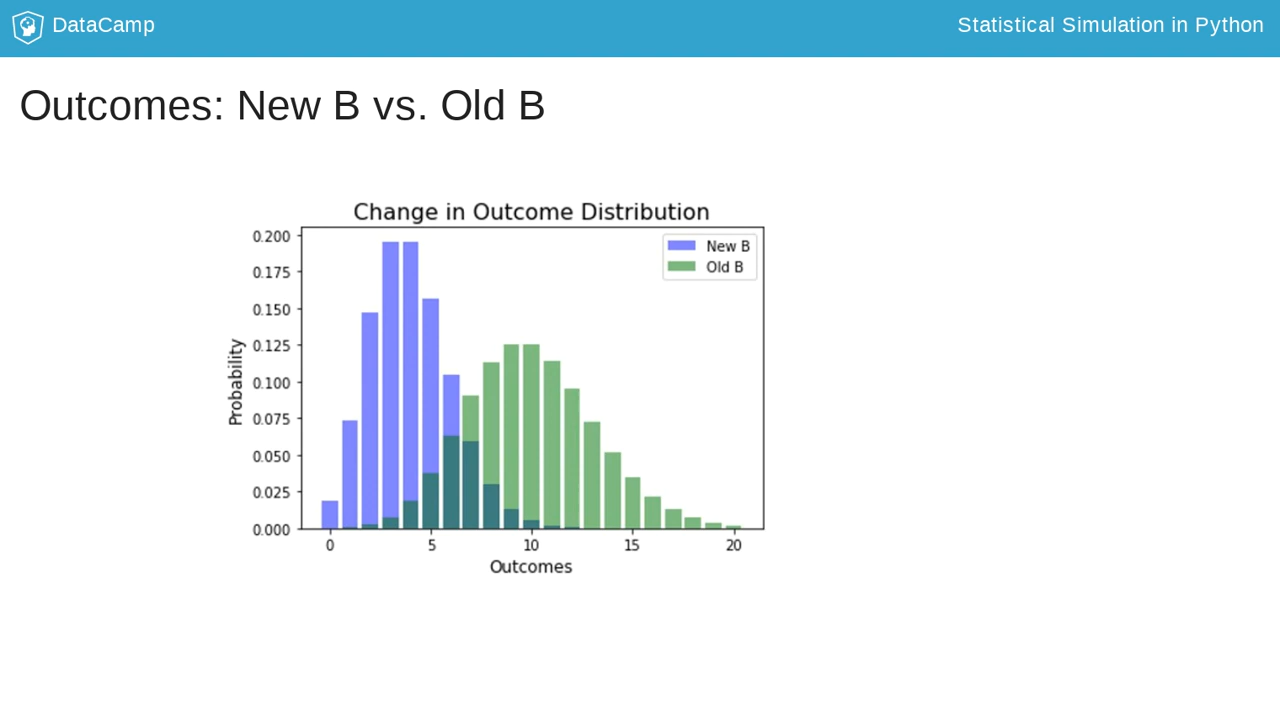 DataCamp
Statistical Simulation in Python
Outcomes: New B vs. Old B
Change in Outcome Distribution
New B
Old B
Probability
0.200
0.175
0.150
0.125
0.100
0.075
0.050
0.025
0.000
0 5 10 15 20
Outcomes